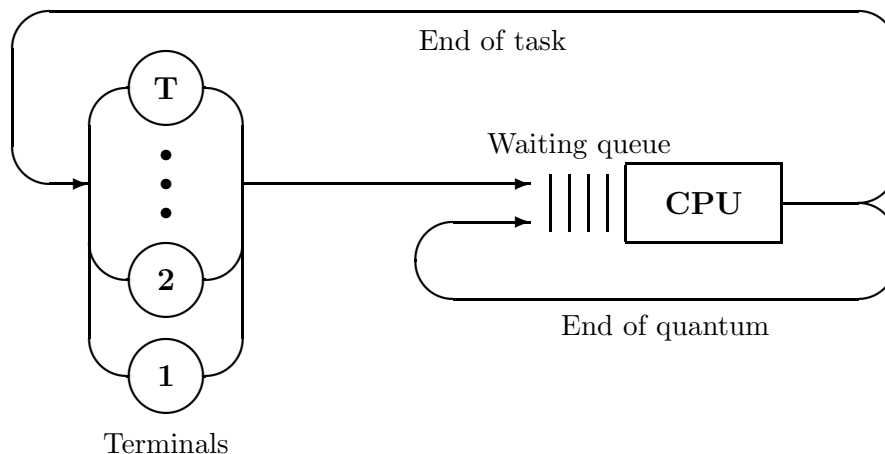 End of task
T
Waiting queue
CPU
2
End of quantum
1
Terminals